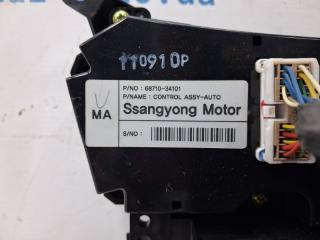 110910P
P/NO : 68710-34101
P/NAME : CONTROL ASSY-AUTO
V
MA
Ssangyong Motor
S/NO :